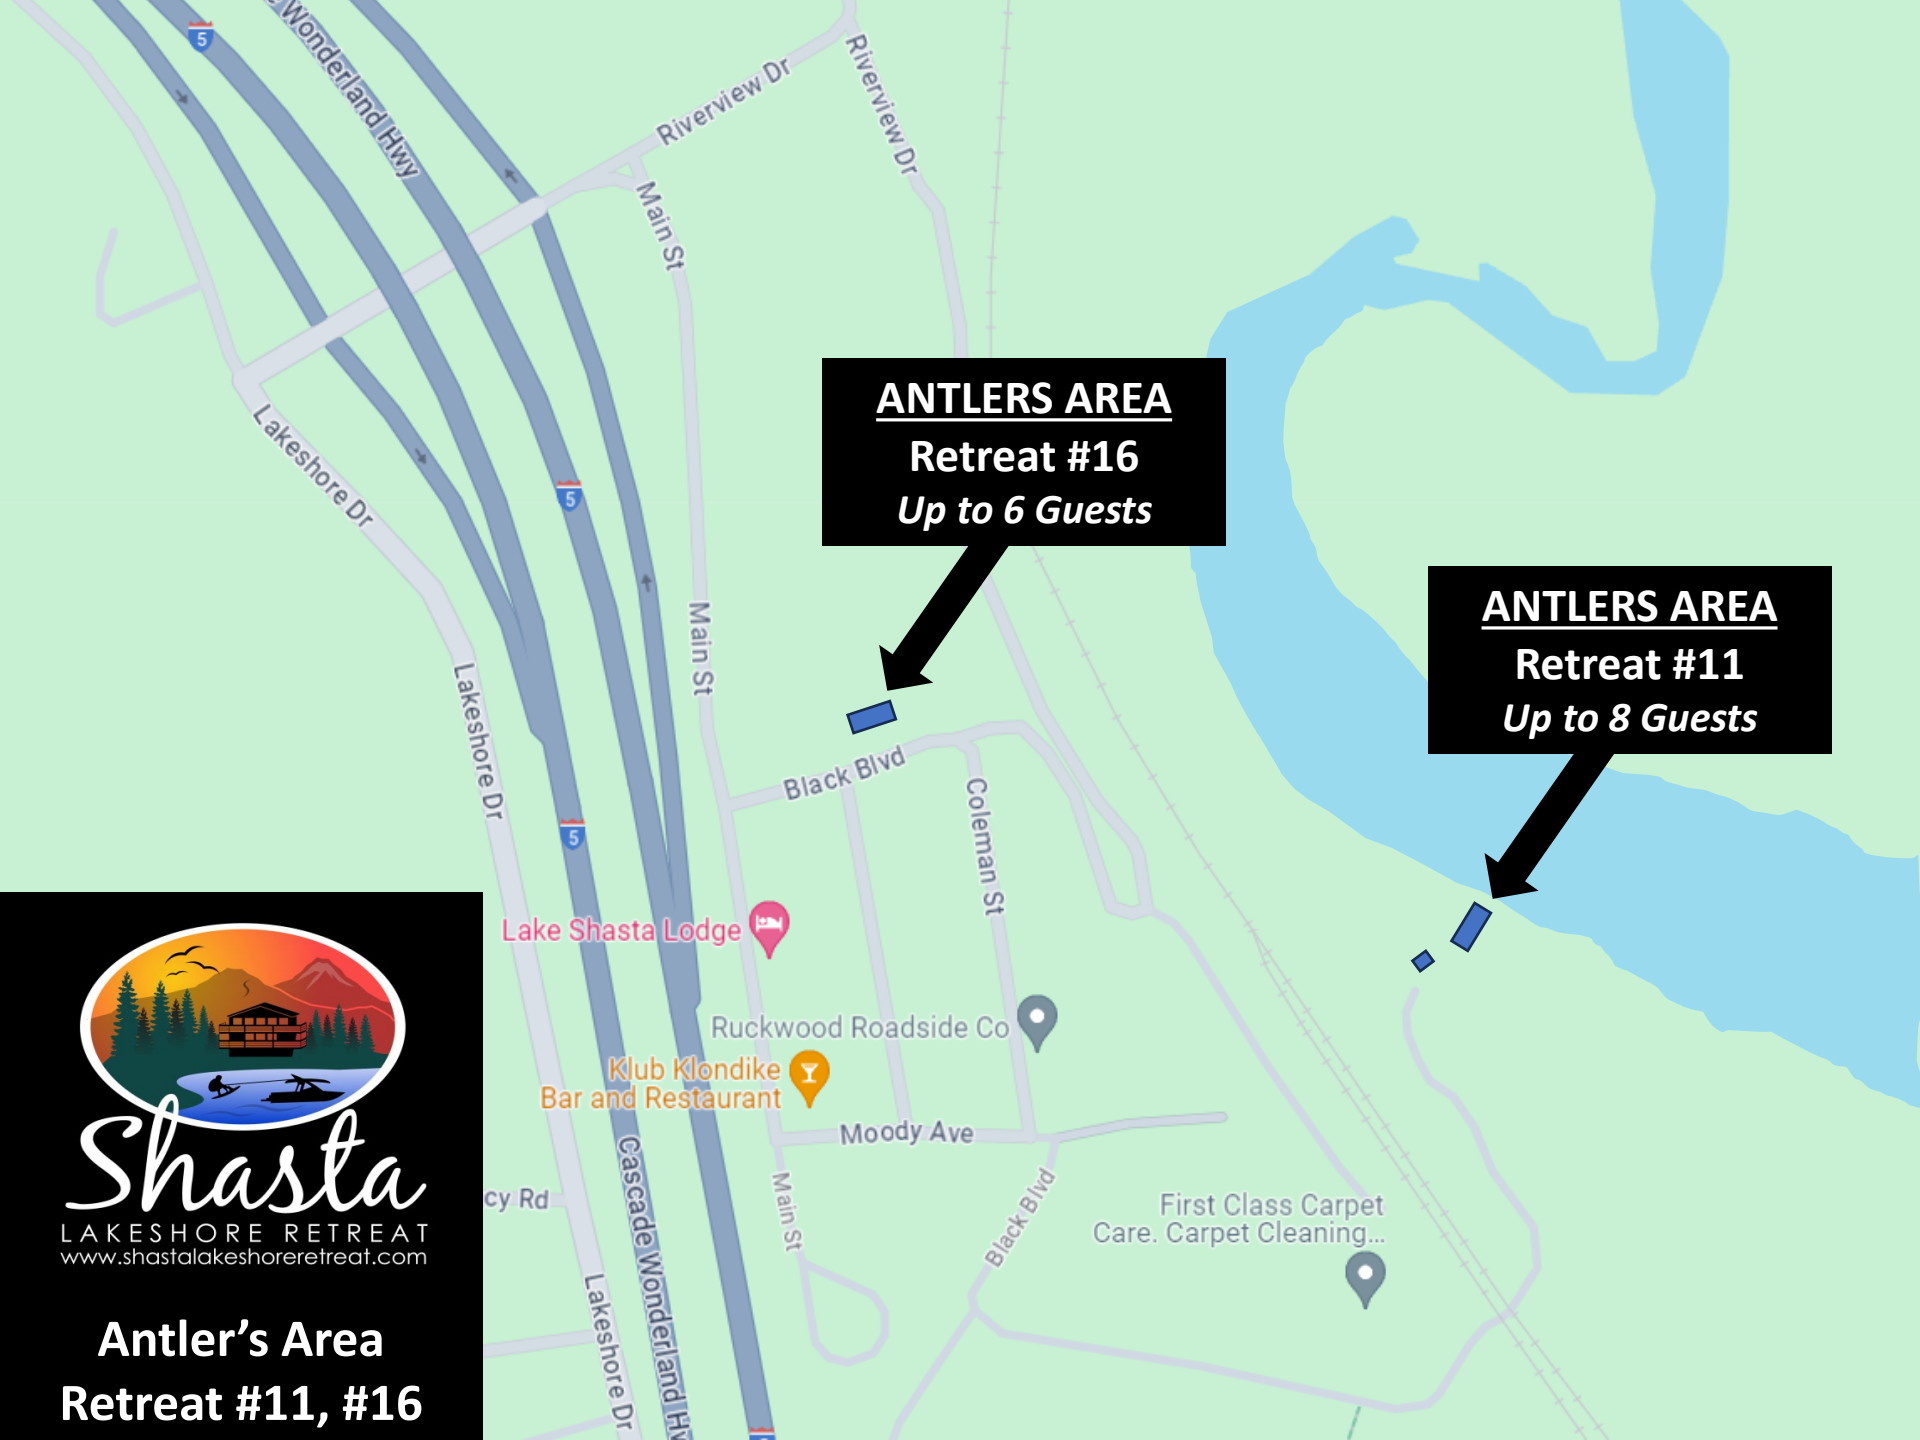 5
Wonderland Hwy
Riverview Dr
Riverview Dr
Main St
Lakeshore Dr
ANTLERS AREA
Retreat #16
Up to 6 Guests
5
ANTLERS AREA
Retreat #11
Up to 8 Guests
Main St
Lakeshore Dr
Black Blvd
Coleman St
5
Lake Shasta Lodge
Ruckwood Roadside Co
Klub Klondike
Bar and Restaurant
Moody Ave
cy Rd
Cascade Wonderland Hw
Main St
Black Blvd
First Class Carpet
Care. Carpet Cleaning...
Lakeshore Dr
Shasta
LAKESHORE RETREAT
www.shastalakeshoreretreat.com
Antler's Area
Retreat #11, #16